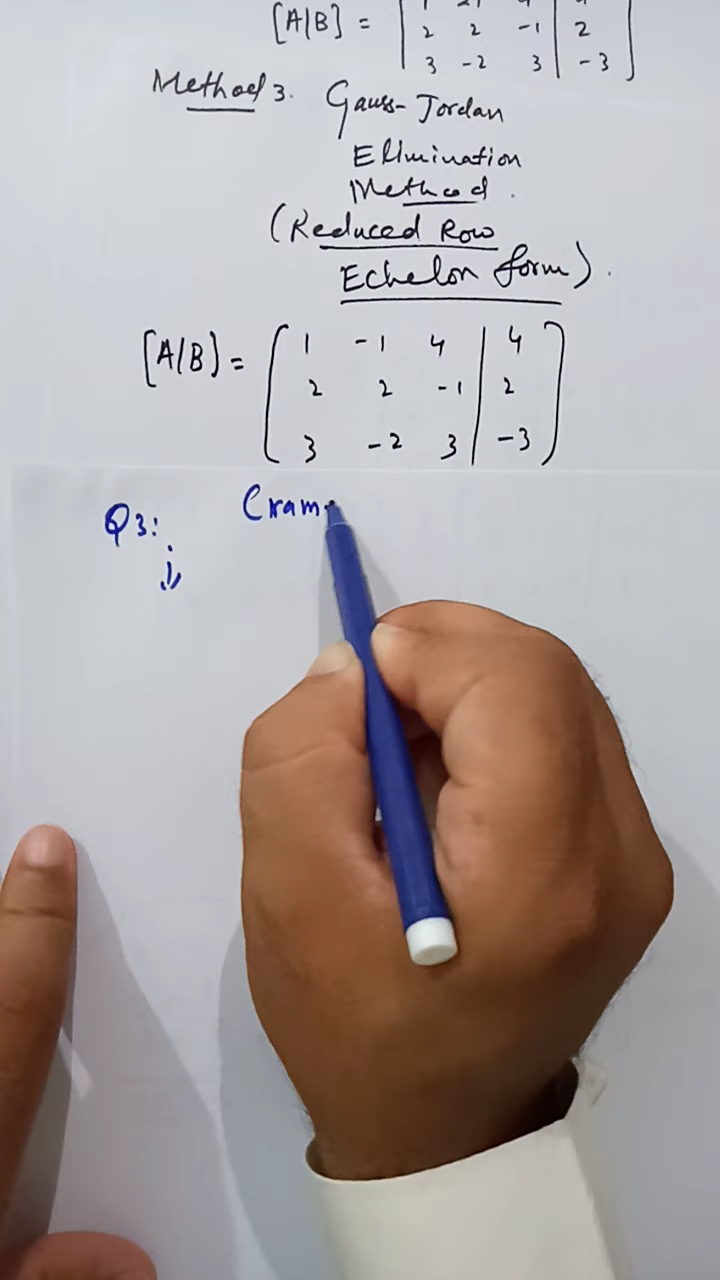 [A|B] =
2 2 -1 2
3 -2 3 -3
Method 3. Gauss-Jordan
Elimination
Method.
(Reduced Row
Echelon form).
[A/B] = 1 -1 4 | 4
2 2 -1 | 2
3 -2 3 | -3
Q3: Cram
i,